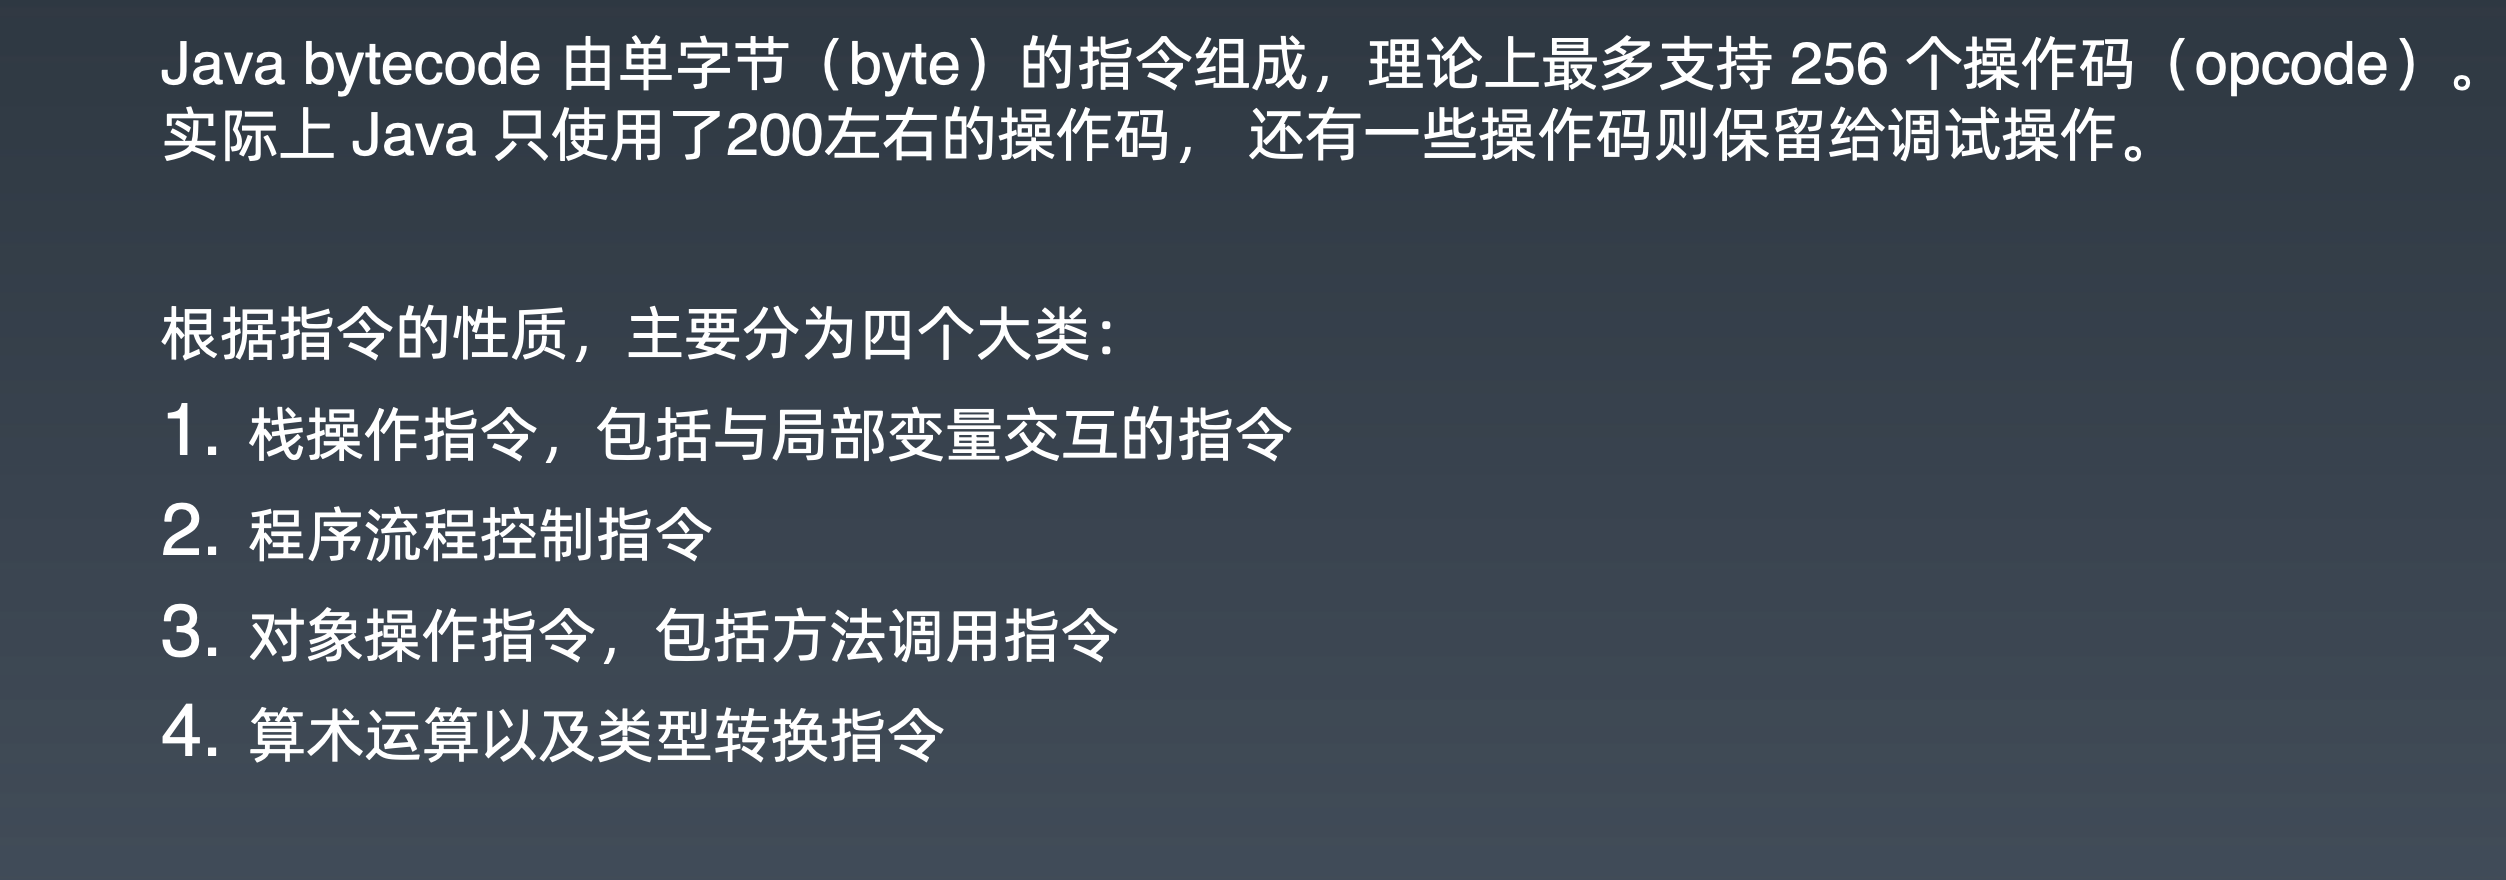 Java bytecode 由单字节（byte）的指令组成，理论上最多支持 256 个操作码（opcode）。
实际上 Java 只使用了200左右的操作码， 还有一些操作码则保留给调试操作。
根据指令的性质，主要分为四个大类：
1. 栈操作指令，包括与局部变量交互的指令
2. 程序流程控制指令
3. 对象操作指令，包括方法调用指令
4. 算术运算以及类型转换指令